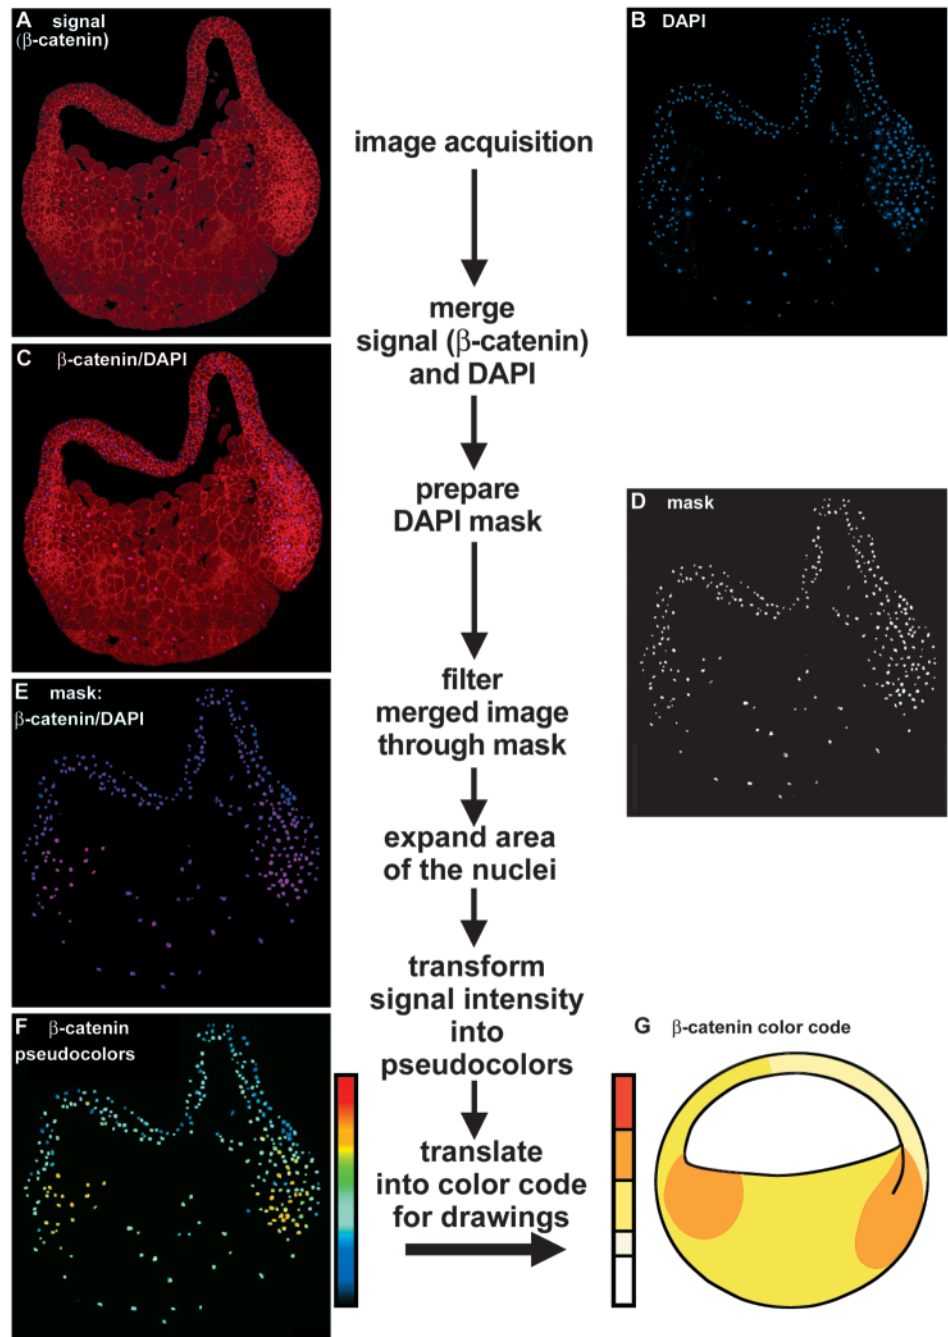 A signal
(β-catenin)
B DAPI
image acquisition
merge
signal (β-catenin)
and DAPI
C β-catenin/DAPI
prepare
DAPI mask
D mask
filter
merged image
through mask
E mask:
β-catenin/DAPI
expand area
of the nuclei
transform
signal intensity
into
pseudocolors
F β-catenin
pseudocolors
G β-catenin color code
translate
into color code
for drawings